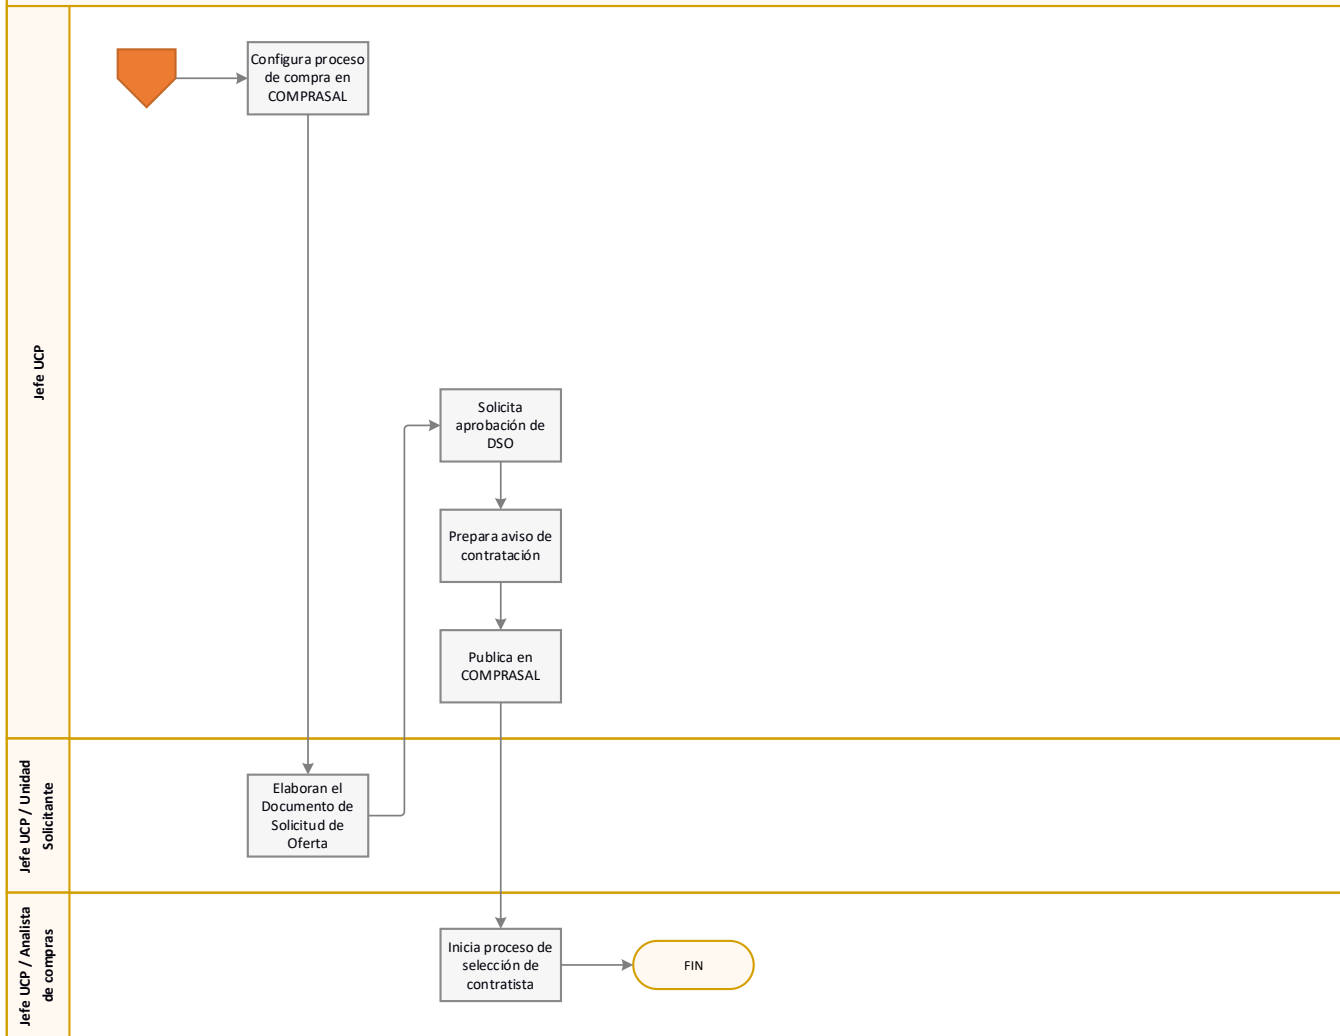 Jefe UCP
Configura proceso
de compra en
COMPRASAL
Solicita
aprobación de
DSO
Prepara aviso de
contratación
Publica en
COMPRASAL
Jefe UCP / Unidad
Solicitante
Elaboran el
Documento de
Solicitud de
Oferta
Jefe UCP / Analista
de compras
Inicia proceso de
selección de
contratista
FIN